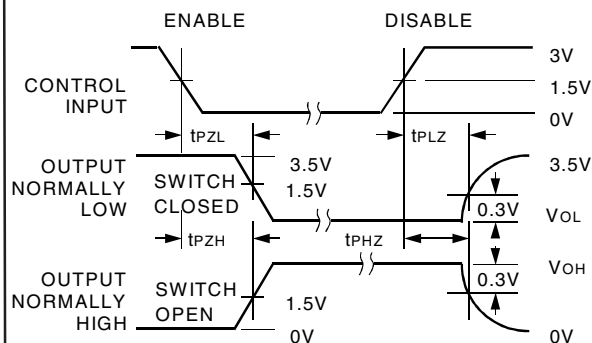 ENABLE
DISABLE
CONTROL
INPUT
3V
1.5V
0V
tPZL
tPLZ
OUTPUT
NORMALLY
LOW
SWITCH
CLOSED
3.5V
1.5V
3.5V
0.3V
VOL
tPZH
tPHZ
OUTPUT
NORMALLY
HIGH
SWITCH
OPEN
1.5V
0V
0.3V
VOH
0V